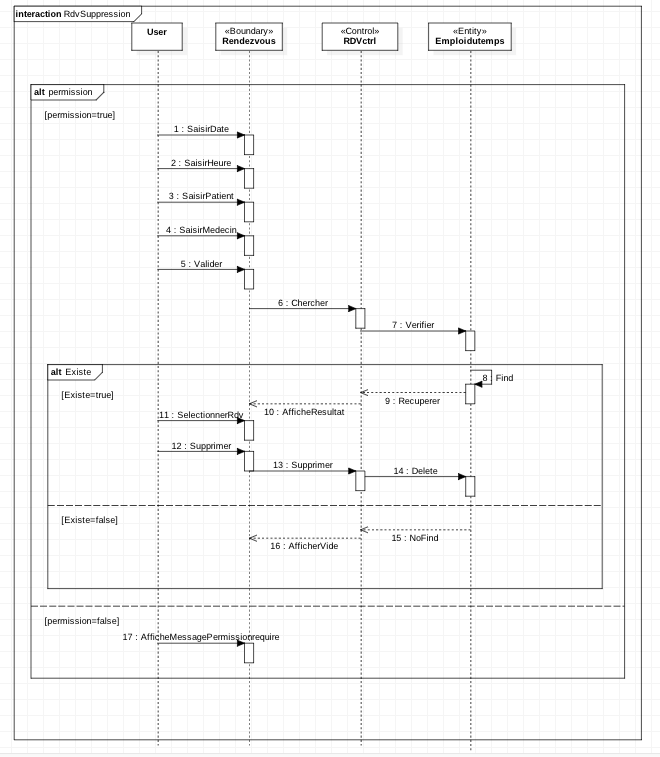 interaction RdvSuppression
User
«Boundary»
Rendezvous
«Control»
RDVctrl
«Entity»
Emploidutemps
alt permission
[permission=true]
1 : SaisirDate
2 : SaisirHeure
3 : SaisirPatient
4 : SaisirMedecin
5 : Valider
6 : Chercher
7 : Verifier
alt Existe
8 : Find
[Existe=true]
9 : Recuperer
10 : AfficheResultat
11 : SelectionnerRdv
12 : Supprimer
13 : Supprimer
14 : Delete
[Existe=false]
15 : NoFind
16 : AfficherVide
[permission=false]
17 : AfficheMessagePermissionrequire